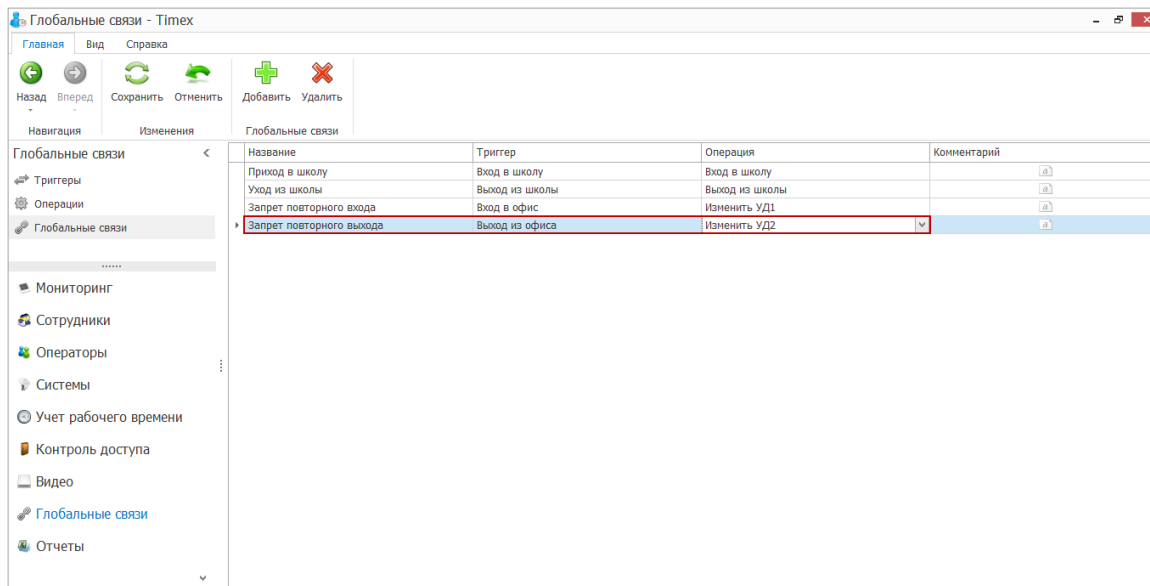 Глобальные связи - Timex
Главная Вид Справка
Назад Вперед Сохранить Отменить Добавить Удалить
Навигация Изменения Глобальные связи
Глобальные связи
Триггеры
Операции
Глобальные связи
Мониторинг
Сотрудники
Операторы
Системы
Учет рабочего времени
Контроль доступа
Видео
Глобальные связи
Отчеты
Название Триггер Операция Комментарий
Приход в школу Вход в школу Вход в школу a
Уход из школы Выход из школы Выход из школы a
Запрет повторного входа Вход в офис Изменить УД1 a
Запрет повторного выхода Выход из офиса Изменить УД2 a